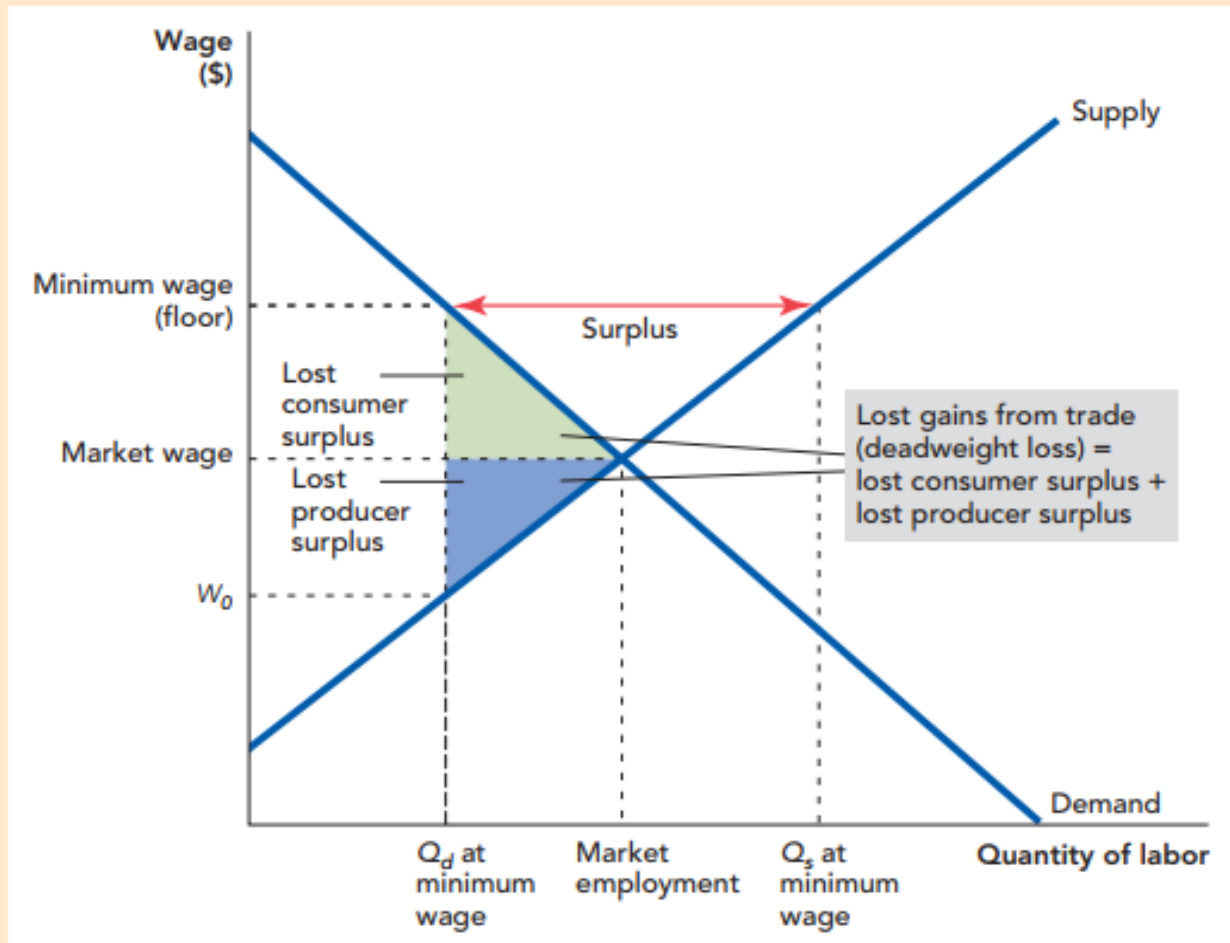 Wage
($)
Supply
Minimum wage
(floor)
Surplus
Lost
consumer
surplus
Lost gains from trade
(deadweight loss) =
lost consumer surplus +
lost producer surplus
Market wage
Lost
producer
surplus
W0
Demand
Qd at
minimum
wage
Market
employment
Qs at
minimum
wage
Quantity of labor